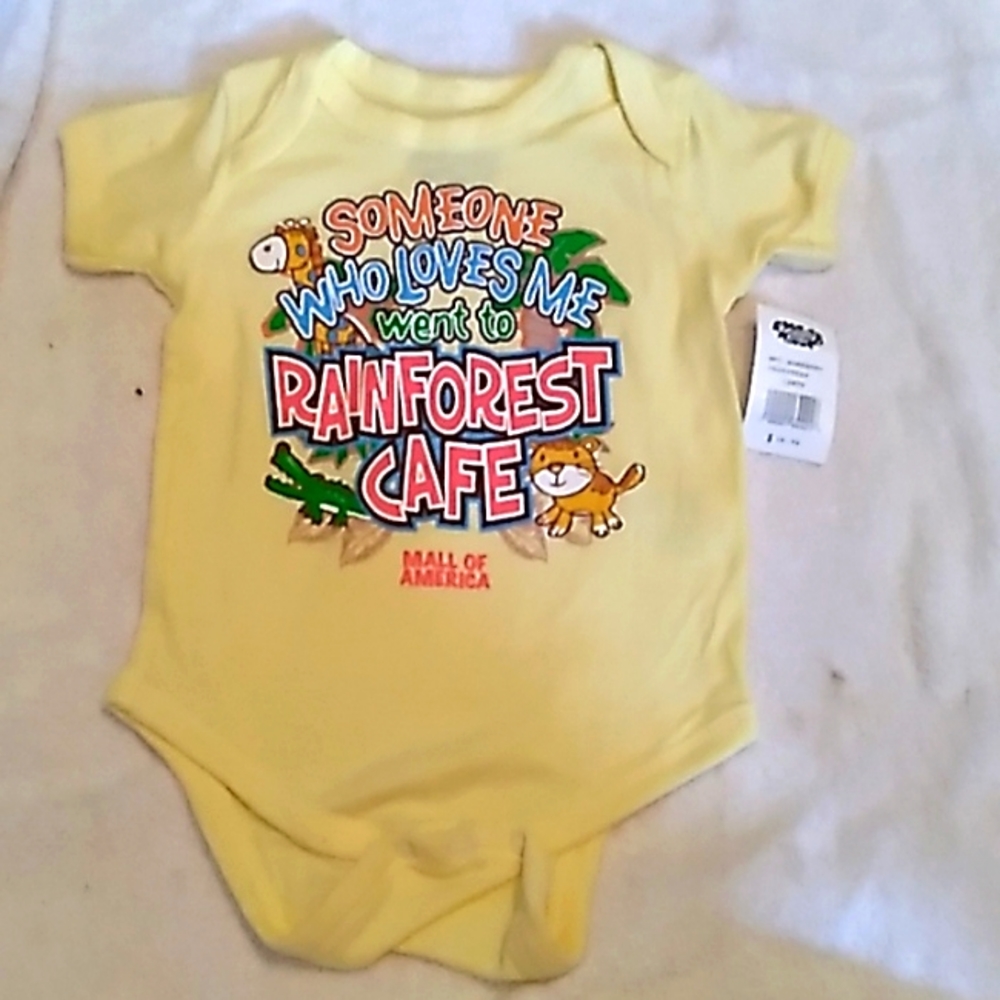 SOMEONE
WHO LOVES ME
went to
RAINFOREST
CAFE
MALL OF
AMERICA